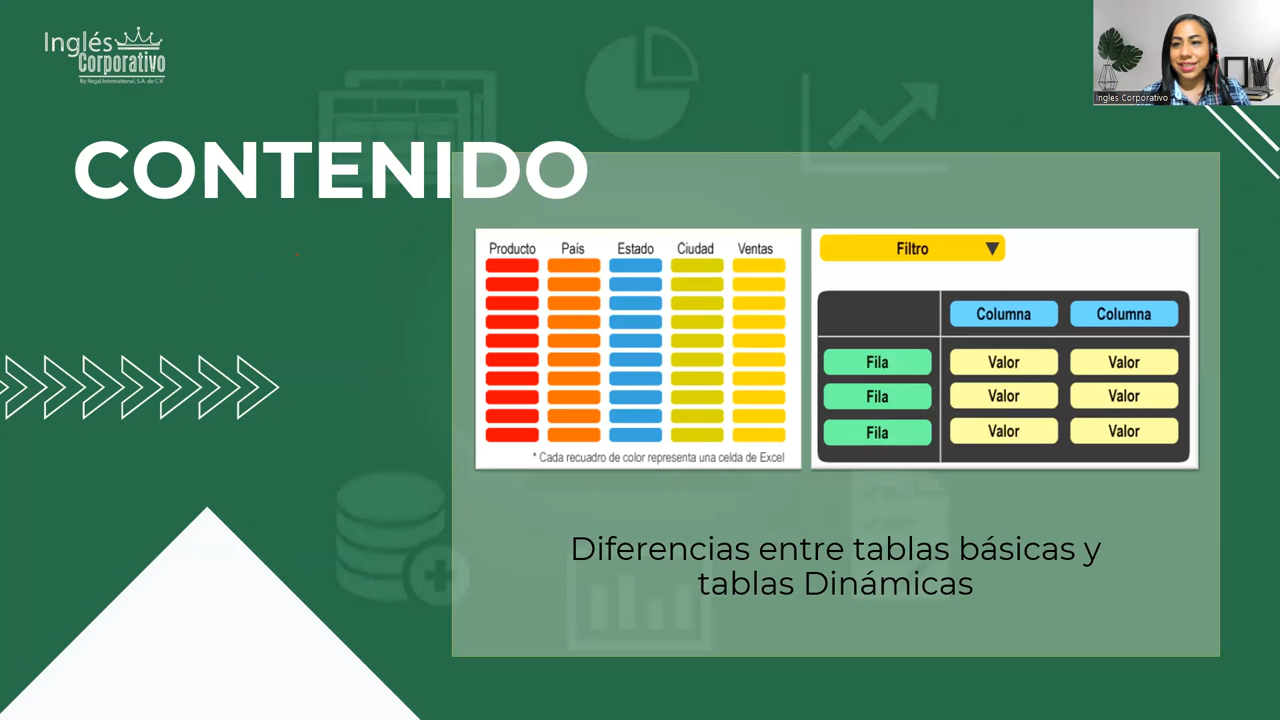 Inglés
Corporativo
By Regal International, S.A. de C.V.
Ingles Corporativo
CONTENIDO
Producto Pais Estado Ciudad Ventas
* Cada recuadro de color representa una celda de Excel
Filtro
Columna Columna
Fila Valor Valor
Fila Valor Valor
Fila Valor Valor
Diferencias entre tablas básicas y
tablas Dinámicas